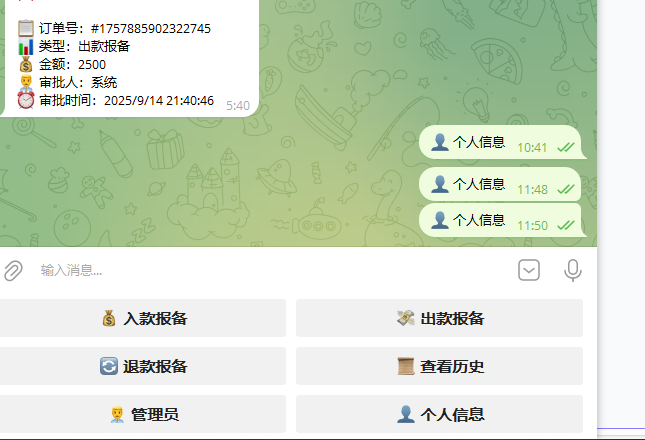 订单号：#1757885902322745
类型：出款报备
金额：2500
审批人：系统
审批时间：2025/9/14 21:40:46
5:40
个人信息 10:41
个人信息 11:48
个人信息 11:50
输入消息...
入款报备
出款报备
退款报备
查看历史
管理员
个人信息